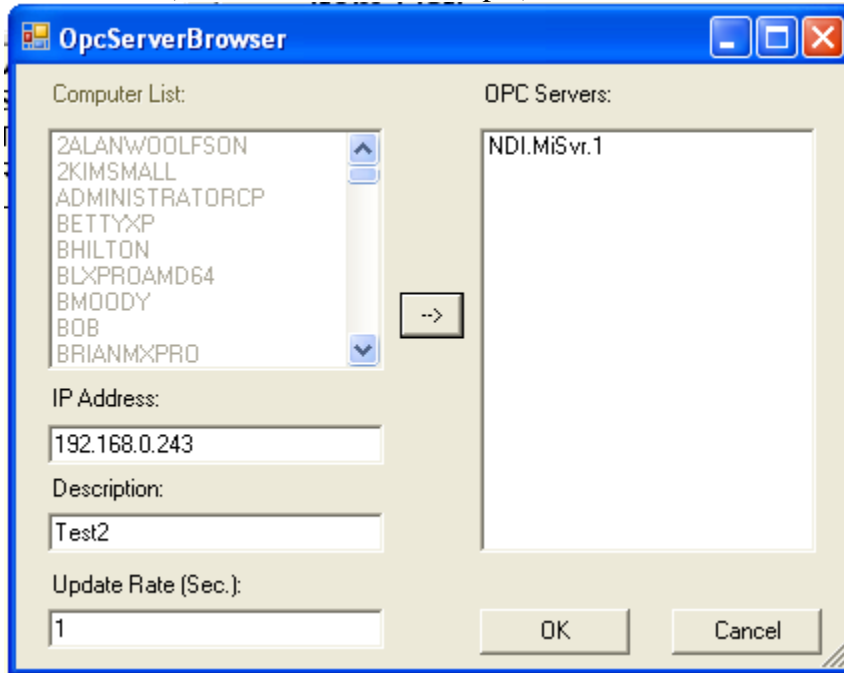 OpcServerBrowser
Computer List:
2ALANWOOLFSON
2KIMSMALL
ADMINISTRATORCP
BETTYXP
BHILTON
BLXPROAMD64
BMOODY
BOB
BRIANMXPRO
IP Address:
192.168.0.243
Description:
Test2
Update Rate (Sec.):
1
-->
OPC Servers:
NDI.MiSvr.1
OK
Cancel